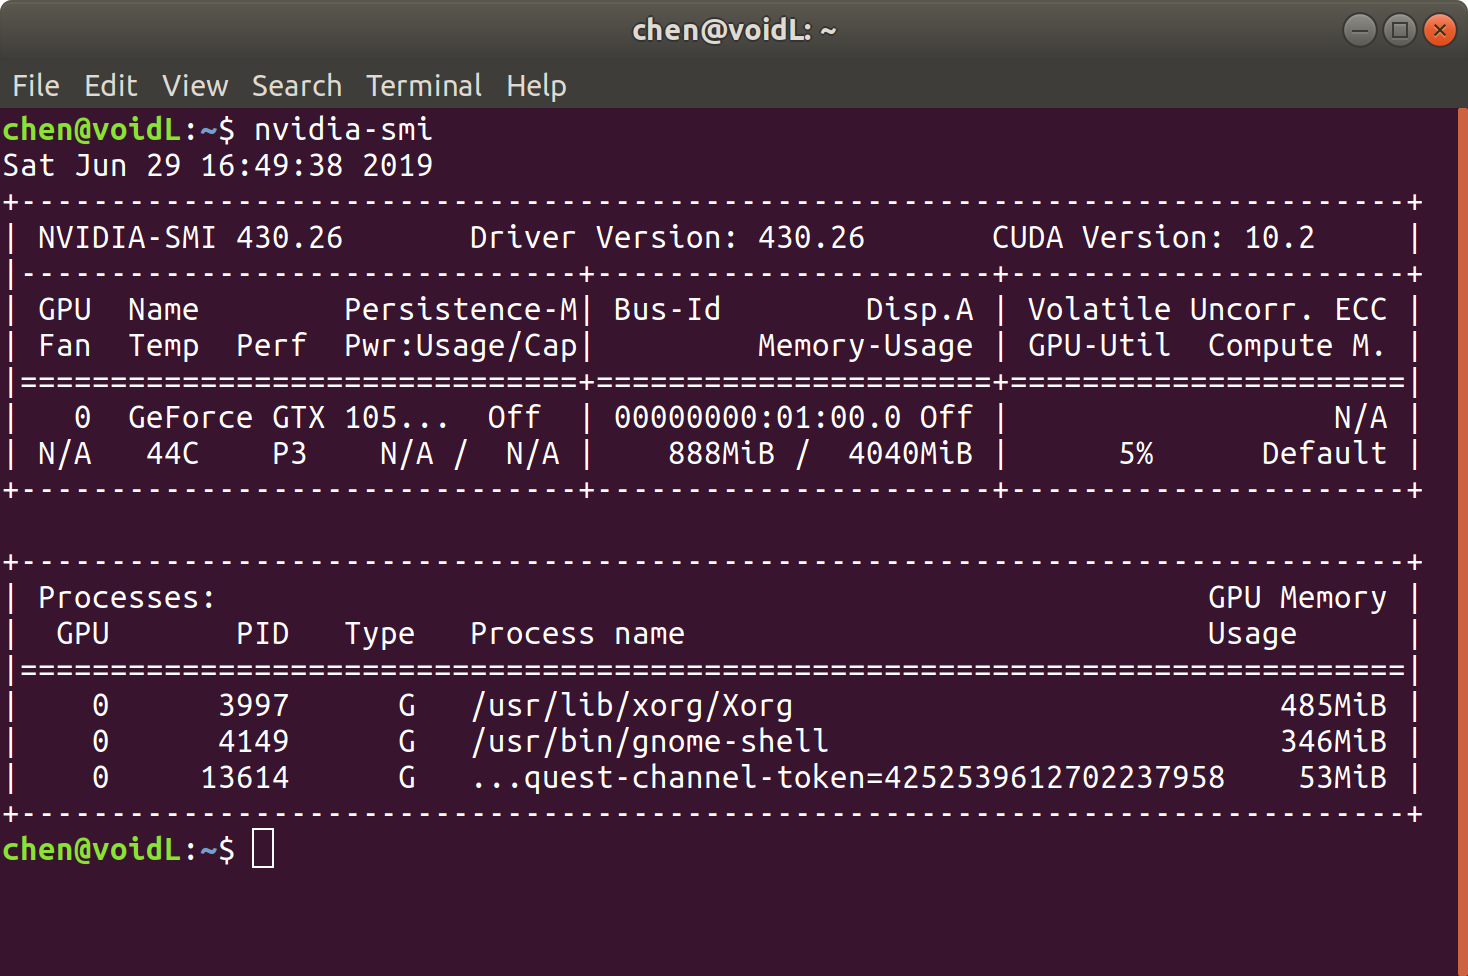 chen@voidL: ~
File Edit View Search Terminal Help
chen@voidL:~$ nvidia-smi
Sat Jun 29 16:49:38 2019
+-----------------------------------------------------------------------------+
| NVIDIA-SMI 430.26       Driver Version: 430.26       CUDA Version: 10.2     |
|-------------------------------+----------------------+----------------------+
| GPU  Name        Persistence-M| Bus-Id        Disp.A | Volatile Uncorr. ECC |
| Fan  Temp  Perf  Pwr:Usage/Cap|         Memory-Usage | GPU-Util  Compute M. |
|===============================+======================+======================|
|   0  GeForce GTX 105...  Off  | 00000000:01:00.0 Off |                  N/A |
| N/A   44C    P3    N/A /  N/A |    888MiB /  4040MiB |      5%      Default |
+-------------------------------+----------------------+----------------------+

+-----------------------------------------------------------------------------+
| Processes:                                                       GPU Memory |
|  GPU       PID   Type   Process name                             Usage      |
|=============================================================================|
|    0      3997      G   /usr/lib/xorg/Xorg                           485MiB |
|    0      4149      G   /usr/bin/gnome-shell                         346MiB |
|    0     13614      G   ...quest-channel-token=4252539612702237958    53MiB |
+-----------------------------------------------------------------------------+
chen@voidL:~$